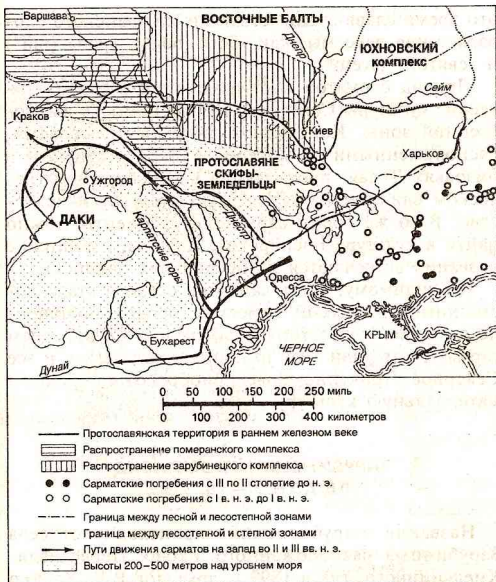 Варшава
ВОСТОЧНЫЕ БАЛТЫ
Днепр
ЮХНОВСКИЙ
комплекс
Сейм
Краков
Киев
ПРОТОСЛАВЯНЕ
СКИФЫ-
ЗЕМЛЕДЕЛЬЦЫ
Харьков
Ужгород
ДАКИ
Карпатские горы
Днестр
Одесса
Бухарест
ЧЕРНОЕ
МОРЕ
КРЫМ
Дунай
0 50 100 150 200 250 миль
0 100 200 300 400 километров
Протославянская территория в раннем железном веке
Распространение померанского комплекса
Распространение зарубинецкого комплекса
Сарматские погребения с III по II столетие до н. э.
Сарматские погребения с I в. н. э. до I в. н. э.
Граница между лесной и лесостепной зонами
Граница между лесостепной и степной зонами
Пути движения сарматов на запад во II и III вв. н. э.
Высоты 200–500 метров над уровнем моря